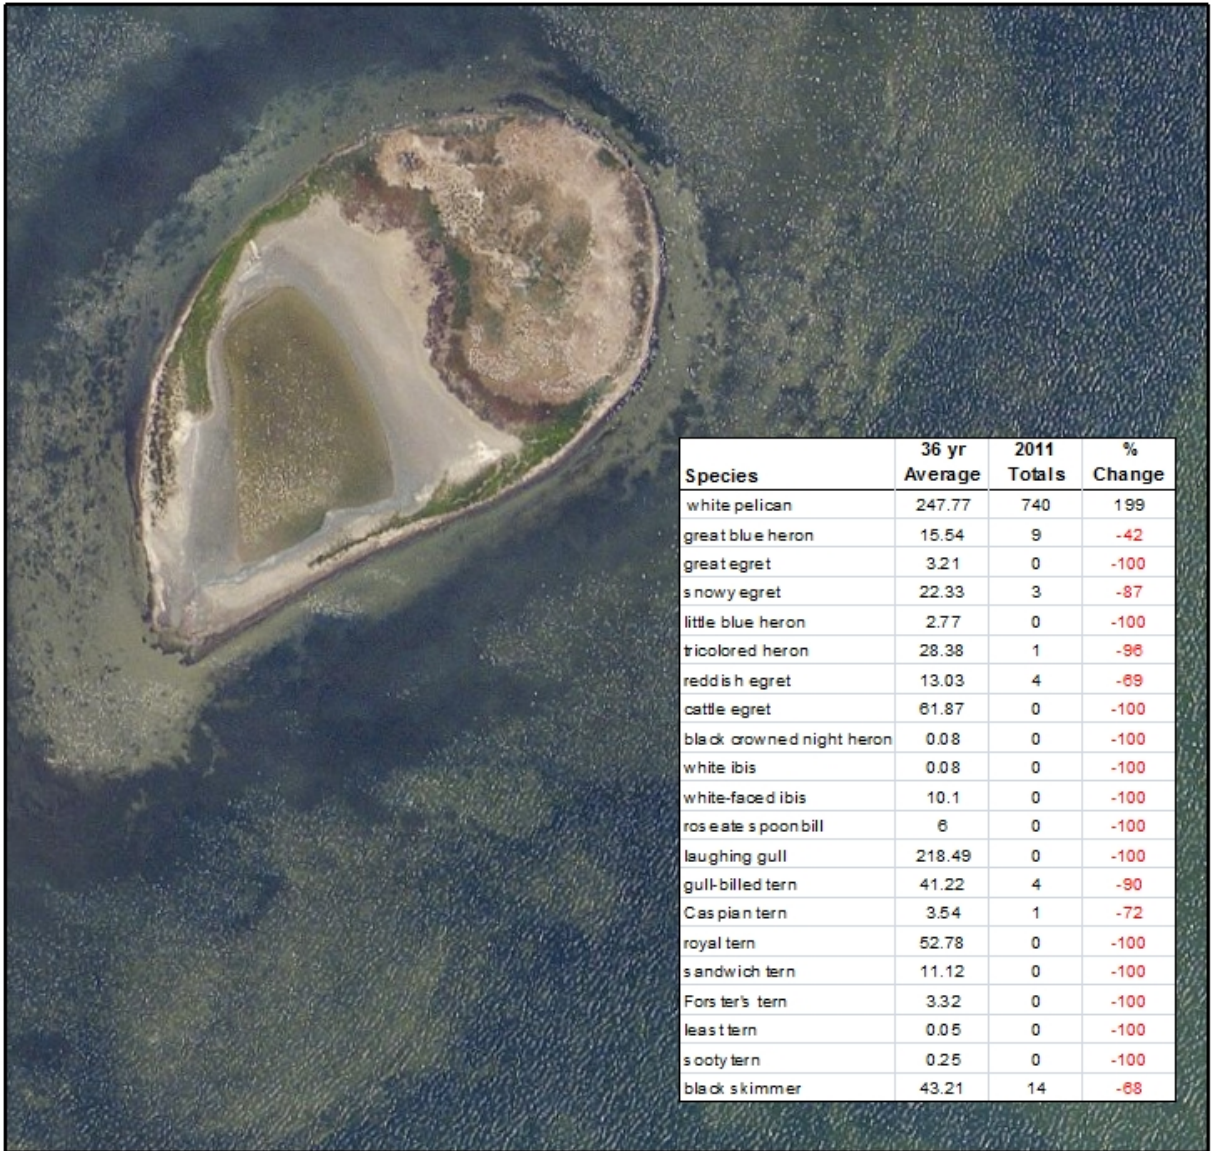 36 yr 2011 %
Species Average Totals Change
white pelican 247.77 740 199
great blue heron 15.54 9 -42
great egret 3.21 0 -100
snowy egret 22.33 3 -87
little blue heron 2.77 0 -100
tricolored heron 28.38 1 -96
reddish egret 13.03 4 -69
cattle egret 61.87 0 -100
black crowned night heron 0.08 0 -100
white ibis 0.08 0 -100
white-faced ibis 10.1 0 -100
roseate spoonbill 6 0 -100
laughing gull 218.49 0 -100
gull-billed tern 41.22 4 -90
Caspian tern 3.54 1 -72
royal tern 52.78 0 -100
sandwich tern 11.12 0 -100
Forster's tern 3.32 0 -100
least tern 0.05 0 -100
sooty tern 0.25 0 -100
black skimmer 43.21 14 -68